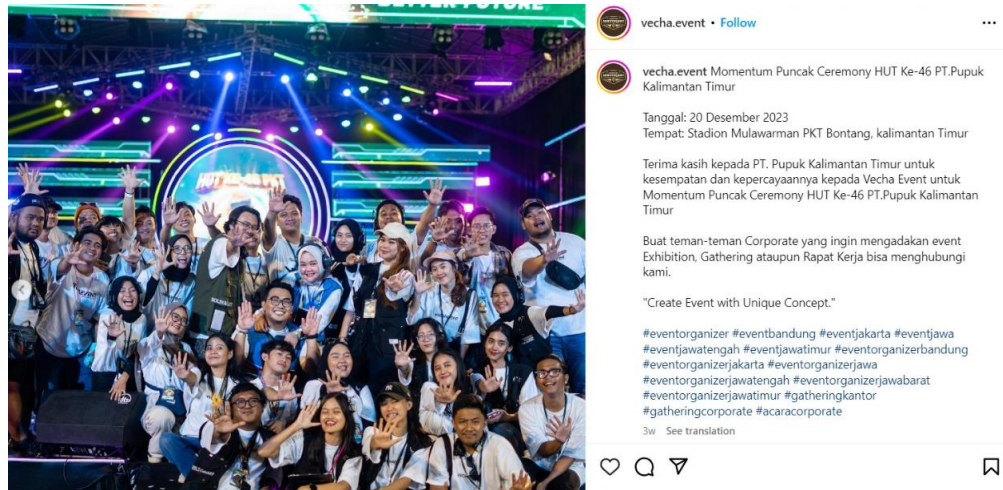 BETTER FUTURE
HUT KE-46 PKT
vecha.event • Follow
vecha.event Momentum Puncak Ceremony HUT Ke-46 PT.Pupuk
Kalimantan Timur
Tanggal: 20 Desember 2023
Tempat: Stadion Mulawarman PKT Bontang, kalimantan Timur
Terima kasih kepada PT. Pupuk Kalimantan Timur untuk
kesempatan dan kepercayaannya kepada Vecha Event untuk
Momentum Puncak Ceremony HUT Ke-46 PT.Pupuk Kalimantan
Timur
Buat teman-teman Corporate yang ingin mengadakan event
Exhibition, Gathering ataupun Rapat Kerja bisa menghubungi
kami.
"Create Event with Unique Concept."
#eventorganizer #eventbandung #eventjakarta #eventjawa
#eventjawatengah #eventjawatimur #eventorganizerbandung
#eventorganizerjakarta #eventorganizerjawa
#eventorganizerjawatengah #eventorganizerjawabarat
#eventorganizerjawatimur #gatheringkantor
#gatheringcorporate #acaracorporate
3w See translation